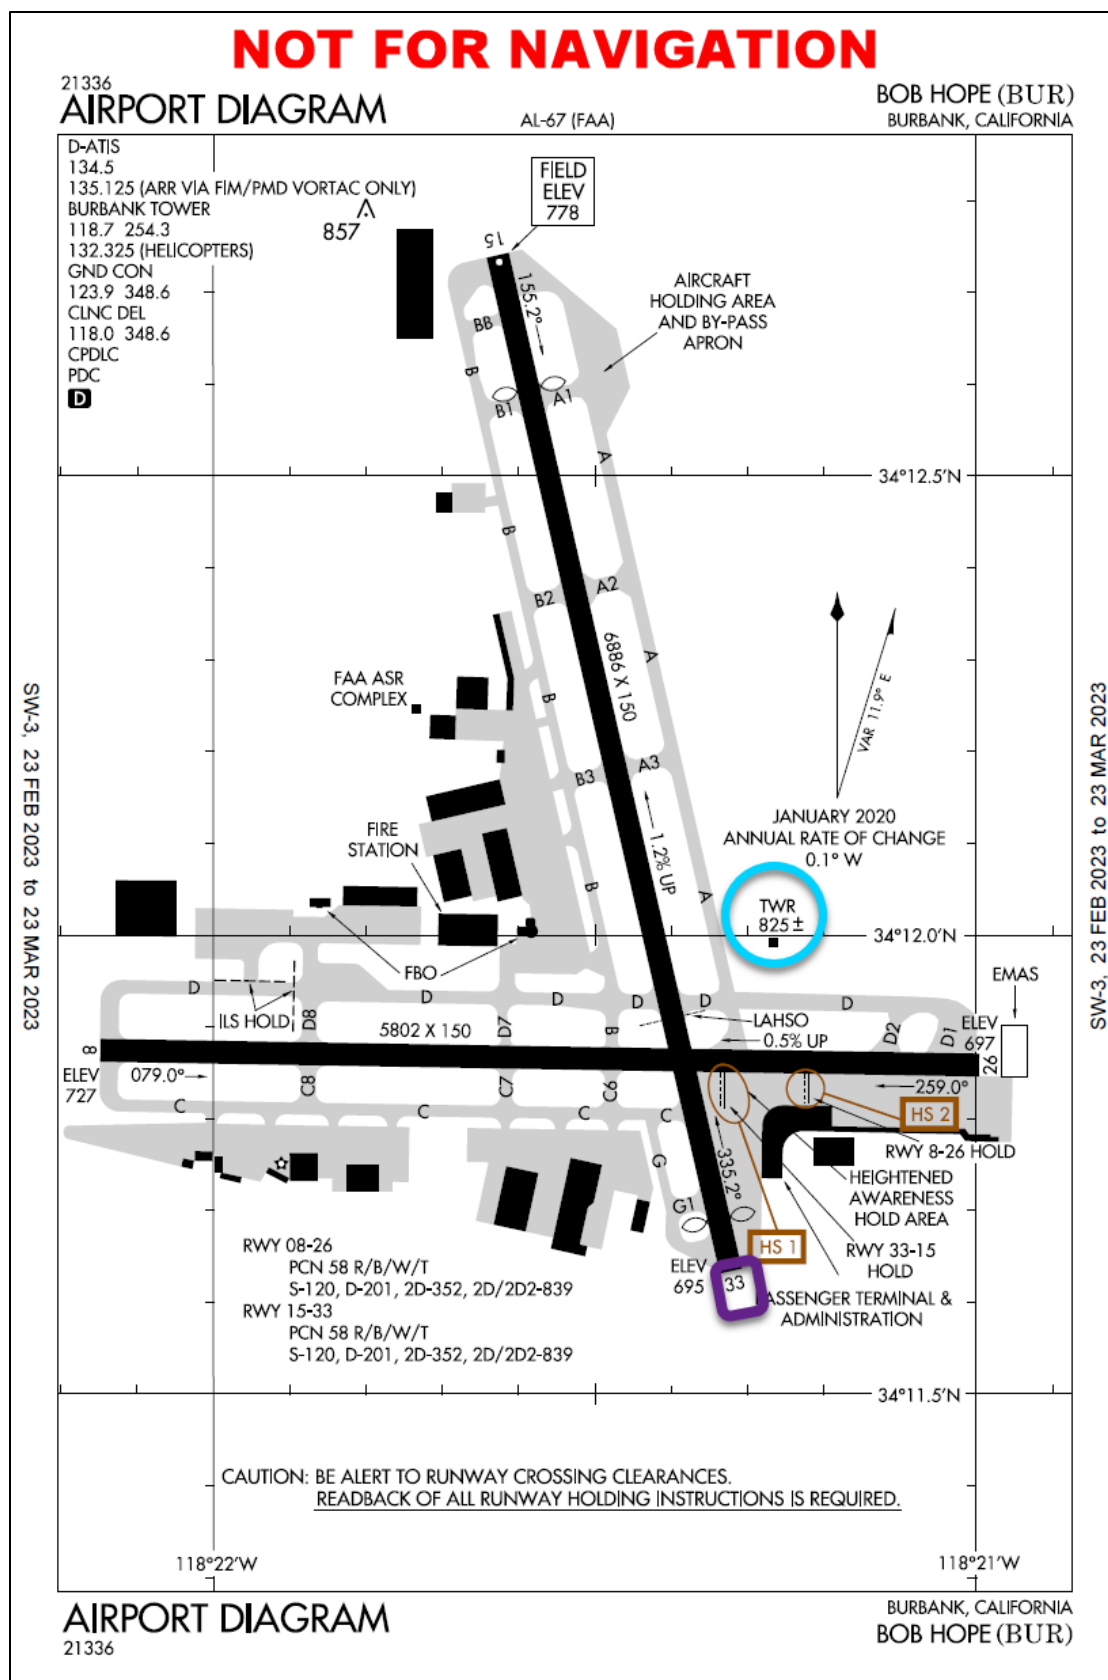 NOT FOR NAVIGATION
21336
AIRPORT DIAGRAM
AL-67 (FAA)
BOB HOPE (BUR)
BURBANK, CALIFORNIA
D-ATIS
134.5
135.125 (ARR VIA FIM/PMD VORTAC ONLY)
BURBANK TOWER
118.7 254.3
132.325 (HELICOPTERS)
GND CON
123.9 348.6
CLNC DEL
118.0 348.6
CPDLC
PDC
D
857
FIELD
ELEV
778
15
155.2°
AIRCRAFT
HOLDING AREA
AND BY-PASS
APRON
BB
B
B1
A1
A
34°12.5'N
B
B2
A2
6886 X 150
A
B
VAR 11.9° E
FAA ASR
COMPLEX
B3
A3
JANUARY 2020
ANNUAL RATE OF CHANGE
0.1° W
1.2% UP
FIRE
STATION
B
A
TWR
825 ±
34°12.0'N
FBO
EMAS
D
ILS HOLD
D8
D
D7
D
D
D
D
B
LAHSO
0.5% UP
D2
D1
ELEV
697
26
5802 X 150
8
ELEV
727
079.0°
259.0°
C
C8
C
C7
C
C6
C
HS 2
RWY 8-26 HOLD
HEIGHTENED
AWARENESS
HOLD AREA
G
335.2°
G1
HS 1
RWY 33-15
HOLD
ELEV
695
33
PASSENGER TERMINAL &
ADMINISTRATION
RWY 08-26
PCN 58 R/B/W/T
S-120, D-201, 2D-352, 2D/2D2-839
RWY 15-33
PCN 58 R/B/W/T
S-120, D-201, 2D-352, 2D/2D2-839
34°11.5'N
CAUTION: BE ALERT TO RUNWAY CROSSING CLEARANCES.
READBACK OF ALL RUNWAY HOLDING INSTRUCTIONS IS REQUIRED.
118°22'W
118°21'W
SW-3, 23 FEB 2023 to 23 MAR 2023
SW-3, 23 FEB 2023 to 23 MAR 2023
AIRPORT DIAGRAM
21336
BURBANK, CALIFORNIA
BOB HOPE (BUR)